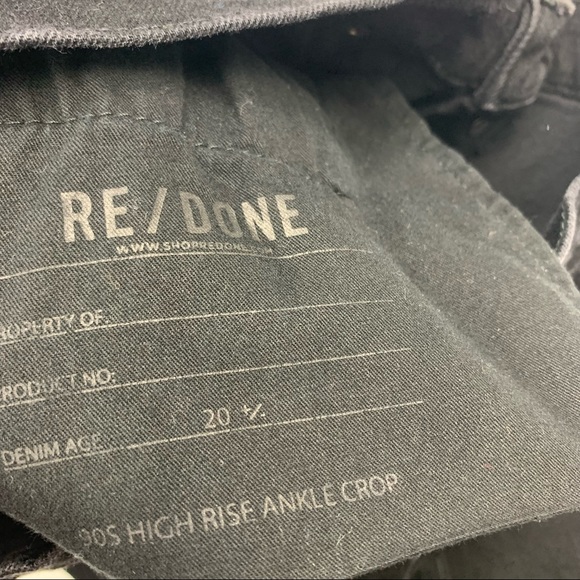 RE/DONE
WWW.SHOPREDONE.COM
PROPERTY OF:
PRODUCT NO:
DENIM AGE 20 +/-
90S HIGH RISE ANKLE CROP